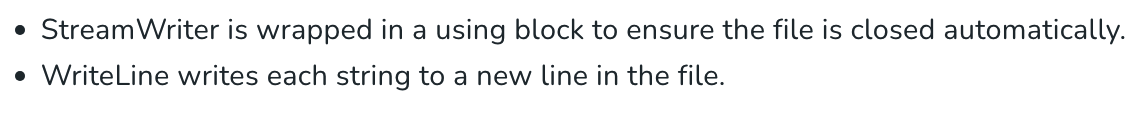 • StreamWriter is wrapped in a using block to ensure the file is closed automatically.
• WriteLine writes each string to a new line in the file.